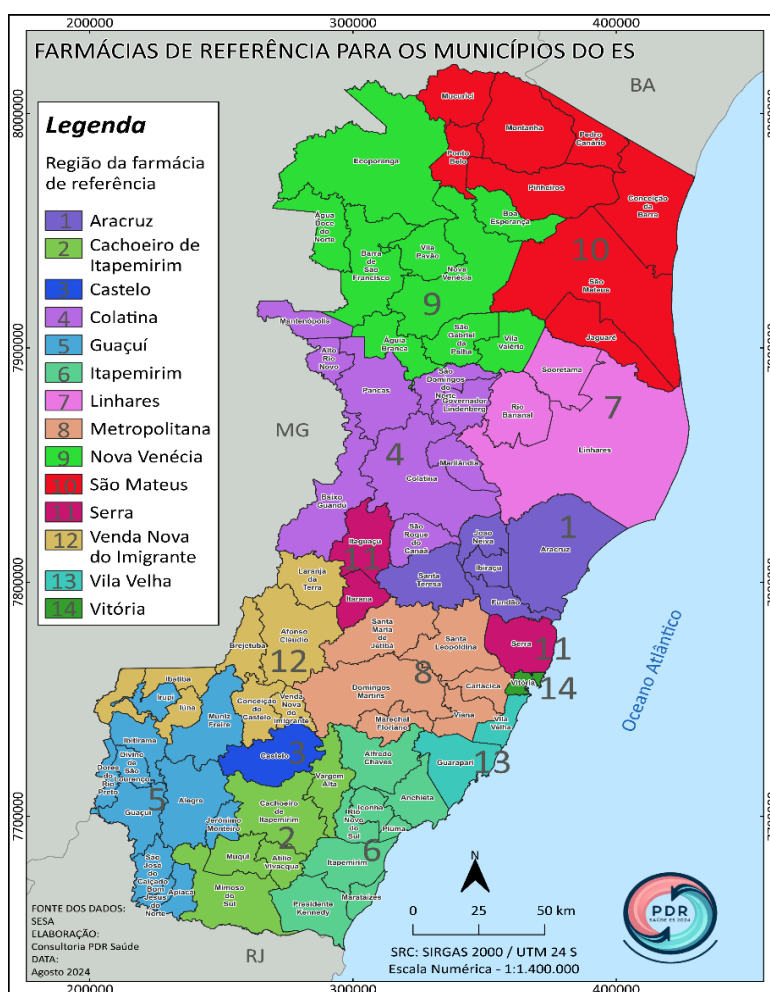 200000
300000
400000
FARMÁCIAS DE REFERÊNCIA PARA OS MUNICÍPIOS DO ES
BA
8000000
Legenda
Região da farmácia
de referência
1 Aracruz
2 Cachoeiro de
Itapemirim
3 Castelo
4 Colatina
5 Guaçuí
6 Itapemirim
7 Linhares
8 Metropolitana
9 Nova Venécia
10 São Mateus
11 Serra
12 Venda Nova
do Imigrante
13 Vila Velha
14 Vitória
Mucurici
Montanha
Pedro
Canário
Ponto
Belo
Ecoporanga
Pinheiros
Conceição
da
Barra
Água
Doce
do
Norte
Boa
Esperança
Vila
Pavão
Barra
de
São
Francisco
Nova
Venécia
10
São
Mateus
9
Mantenópolis
7900000
Água
Branca
São
Gabriel
da
Palha
Vila
Valério
Jaguaré
Alto
Rio
Novo
Pancas
São
Domingos
do
Norte
Governador
Lindenberg
Sooretama
Rio
Bananal
7
Linhares
MG
4
Marilândia
Colatina
Baixo
Guandú
Itaguaçu
11
São
Roque
do
Canaã
João
Neiva
1
Aracruz
Ibiraçu
7800000
Laranja
da
Terra
Santa
Teresa
Itarana
Fundão
Santa
Maria
de
Jetibá
Santa
Leopoldina
Serra
11
Afonso
Cláudio
Brejetuba
12
8
Domingos
Martins
Cariacica
Vitória
14
Ibatiba
Irupi
Iúna
Muniz
Freire
Conceição
do
Castelo
Venda
Nova
do
Imigrante
Marechal
Floriano
Viana
Vila
Velha
Oceano Atlântico
Ibitirama
Divino
de
São
Lourenço
Dores
do
Rio
Preto
Castelo
3
Alfredo
Chaves
Guarapari
13
Vargem
Alta
5
Guaçuí
Alegre
Cachoeiro
de
Itapemirim
Anchieta
Iconha
7700000
Jerônimo
Monteiro
2
Rio
Novo
do
Sul
Piúma
6
Muqui
Atílio
Vivacqua
Itapemirim
São
José
do
Calçado
Bom
Jesus
do
Norte
Apiacá
Mimoso
do
Sul
Presidente
Kennedy
Marataízes
N
0 25 50 km
PDR
SAÚDE ES 2024
FONTE DOS DADOS:
SESA
ELABORAÇÃO:
Consultoria PDR Saúde
DATA:
Agosto 2024
RJ
SRC: SIRGAS 2000 / UTM 24 S
Escala Numérica - 1:1.400.000
200000
300000
400000